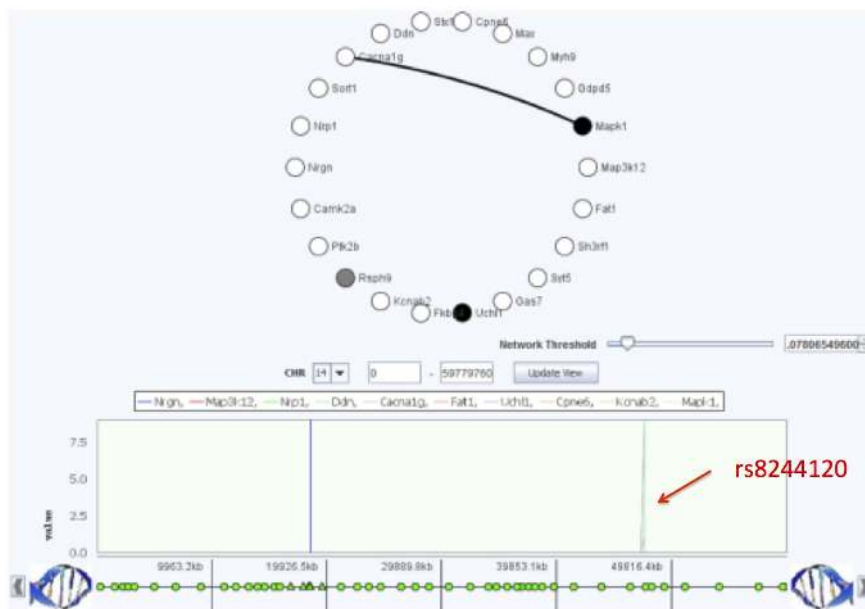 Stx1 Cpne6
Ddn Max
Cacna1g Myh9
Sort1 Gdpd5
Nrp1 Mapk1
Nrgn Map3k12
Camk2a Fat1
Ptk2b Sh3rf1
Rsph9 Syt5
Kcnab2 Gas7
Uchl1
Network Threshold .07806549600
CHR 14 0 - 59779760 Update View
Nrgn, Map3k12, Nrp1, Ddn, Cacna1g, Fat1, Uchl1, Cpne6, Kcnab2, Mapk1,
7.5
rs8244120
5.0
value
2.5
0.0
9963.2kb 19926.5kb 29889.8kb 39853.1kb 49816.4kb